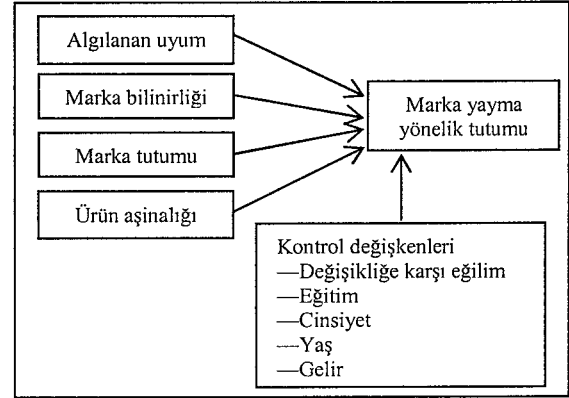 Algılanan uyum
Marka bilinirliği
Marka tutumu
Ürün aşinalığı
Marka yayma
yönelik tutumu
Kontrol değişkenleri
—Değişikliğe karşı eğilim
—Eğitim
—Cinsiyet
—Yaş
—Gelir